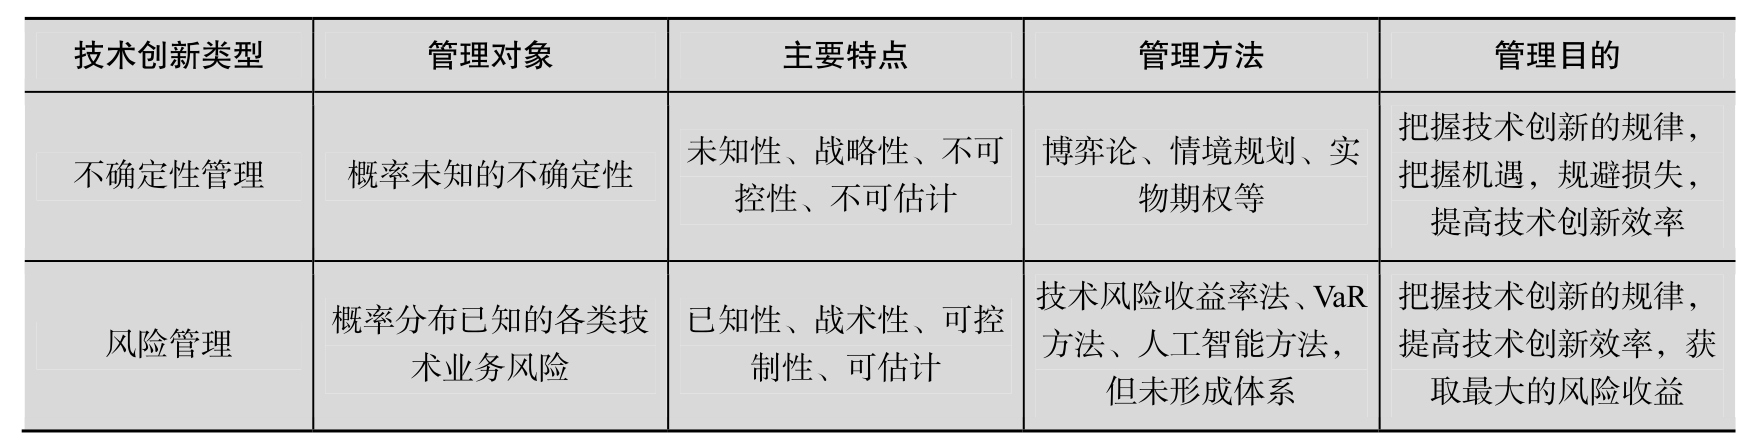 技术创新类型 管理对象 主要特点 管理方法 管理目的
不确定性管理
概率未知的不确定性
未知性、战略性、不可
控性、不可估计
博弈论、情境规划、实
物期权等
把握技术创新的规律，
把握机遇，规避损失，
提高技术创新效率
风险管理
概率分布已知的各类技
术业务风险
已知性、战术性、可控
制性、可估计
技术风险收益率法、VaR
方法、人工智能方法，
但未形成体系
把握技术创新的规律，
提高技术创新效率，获
取最大的风险收益